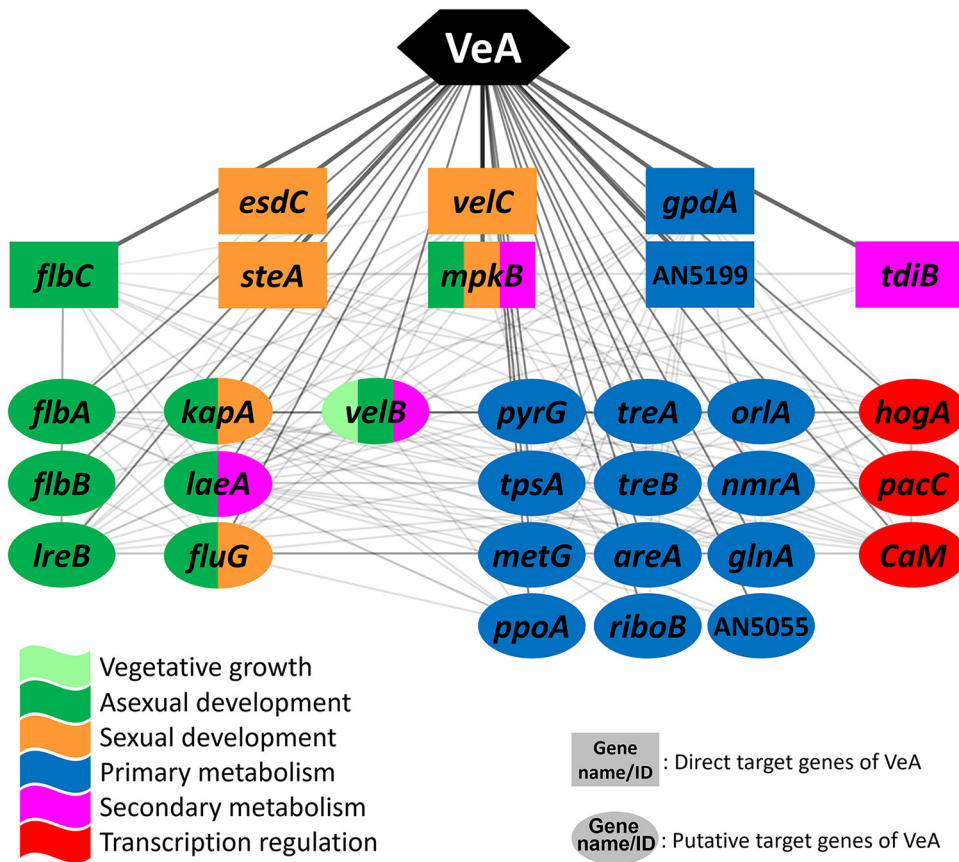 VeA
esdC velC gpdA
flbC steA mpkB AN5199 tdiB
flbA kapA velB pyrG treA orlA hogA
flbB laeA tpsA treB nmrA pacC
lreB fluG metG areA glnA CaM
ppoA riboB AN5055
Vegetative growth
Asexual development
Sexual development
Primary metabolism
Secondary metabolism
Transcription regulation
Gene
name/ID : Direct target genes of VeA
Gene
name/ID : Putative target genes of VeA